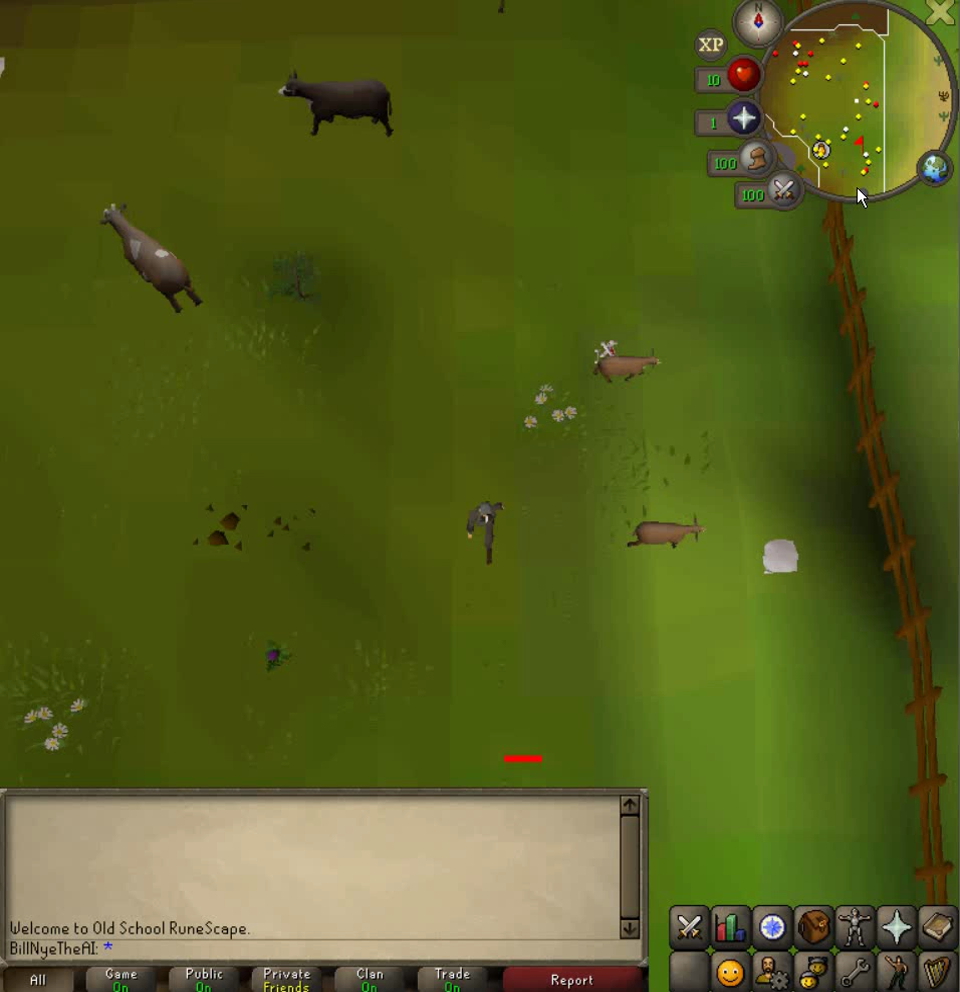 N
XP
10
1
100
100
Welcome to Old School RuneScape.
BillNyeTheAI: *
All
Game
On
Public
On
Private
Friends
Clan
On
Trade
On
Report